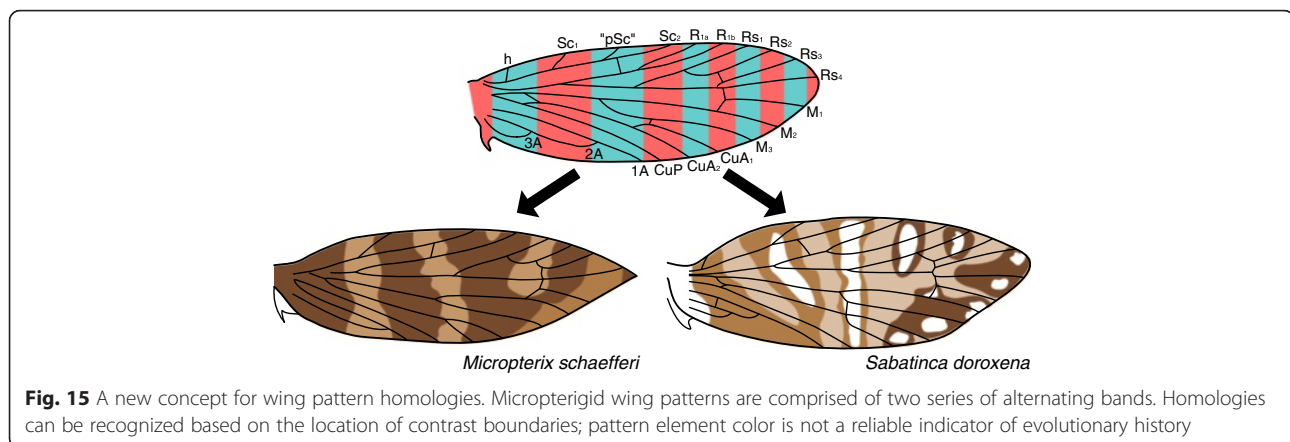 h Sc1 "pSc" Sc2 R1a R1b Rs1 Rs2 Rs3 Rs4
M1 M2 M3 CuA1 CuA2 CuP 1A 2A 3A
Micropterix schaefferi
Sabatinca doroxena
Fig. 15 A new concept for wing pattern homologies. Micropterigid wing patterns are comprised of two series of alternating bands. Homologies
can be recognized based on the location of contrast boundaries; pattern element color is not a reliable indicator of evolutionary history